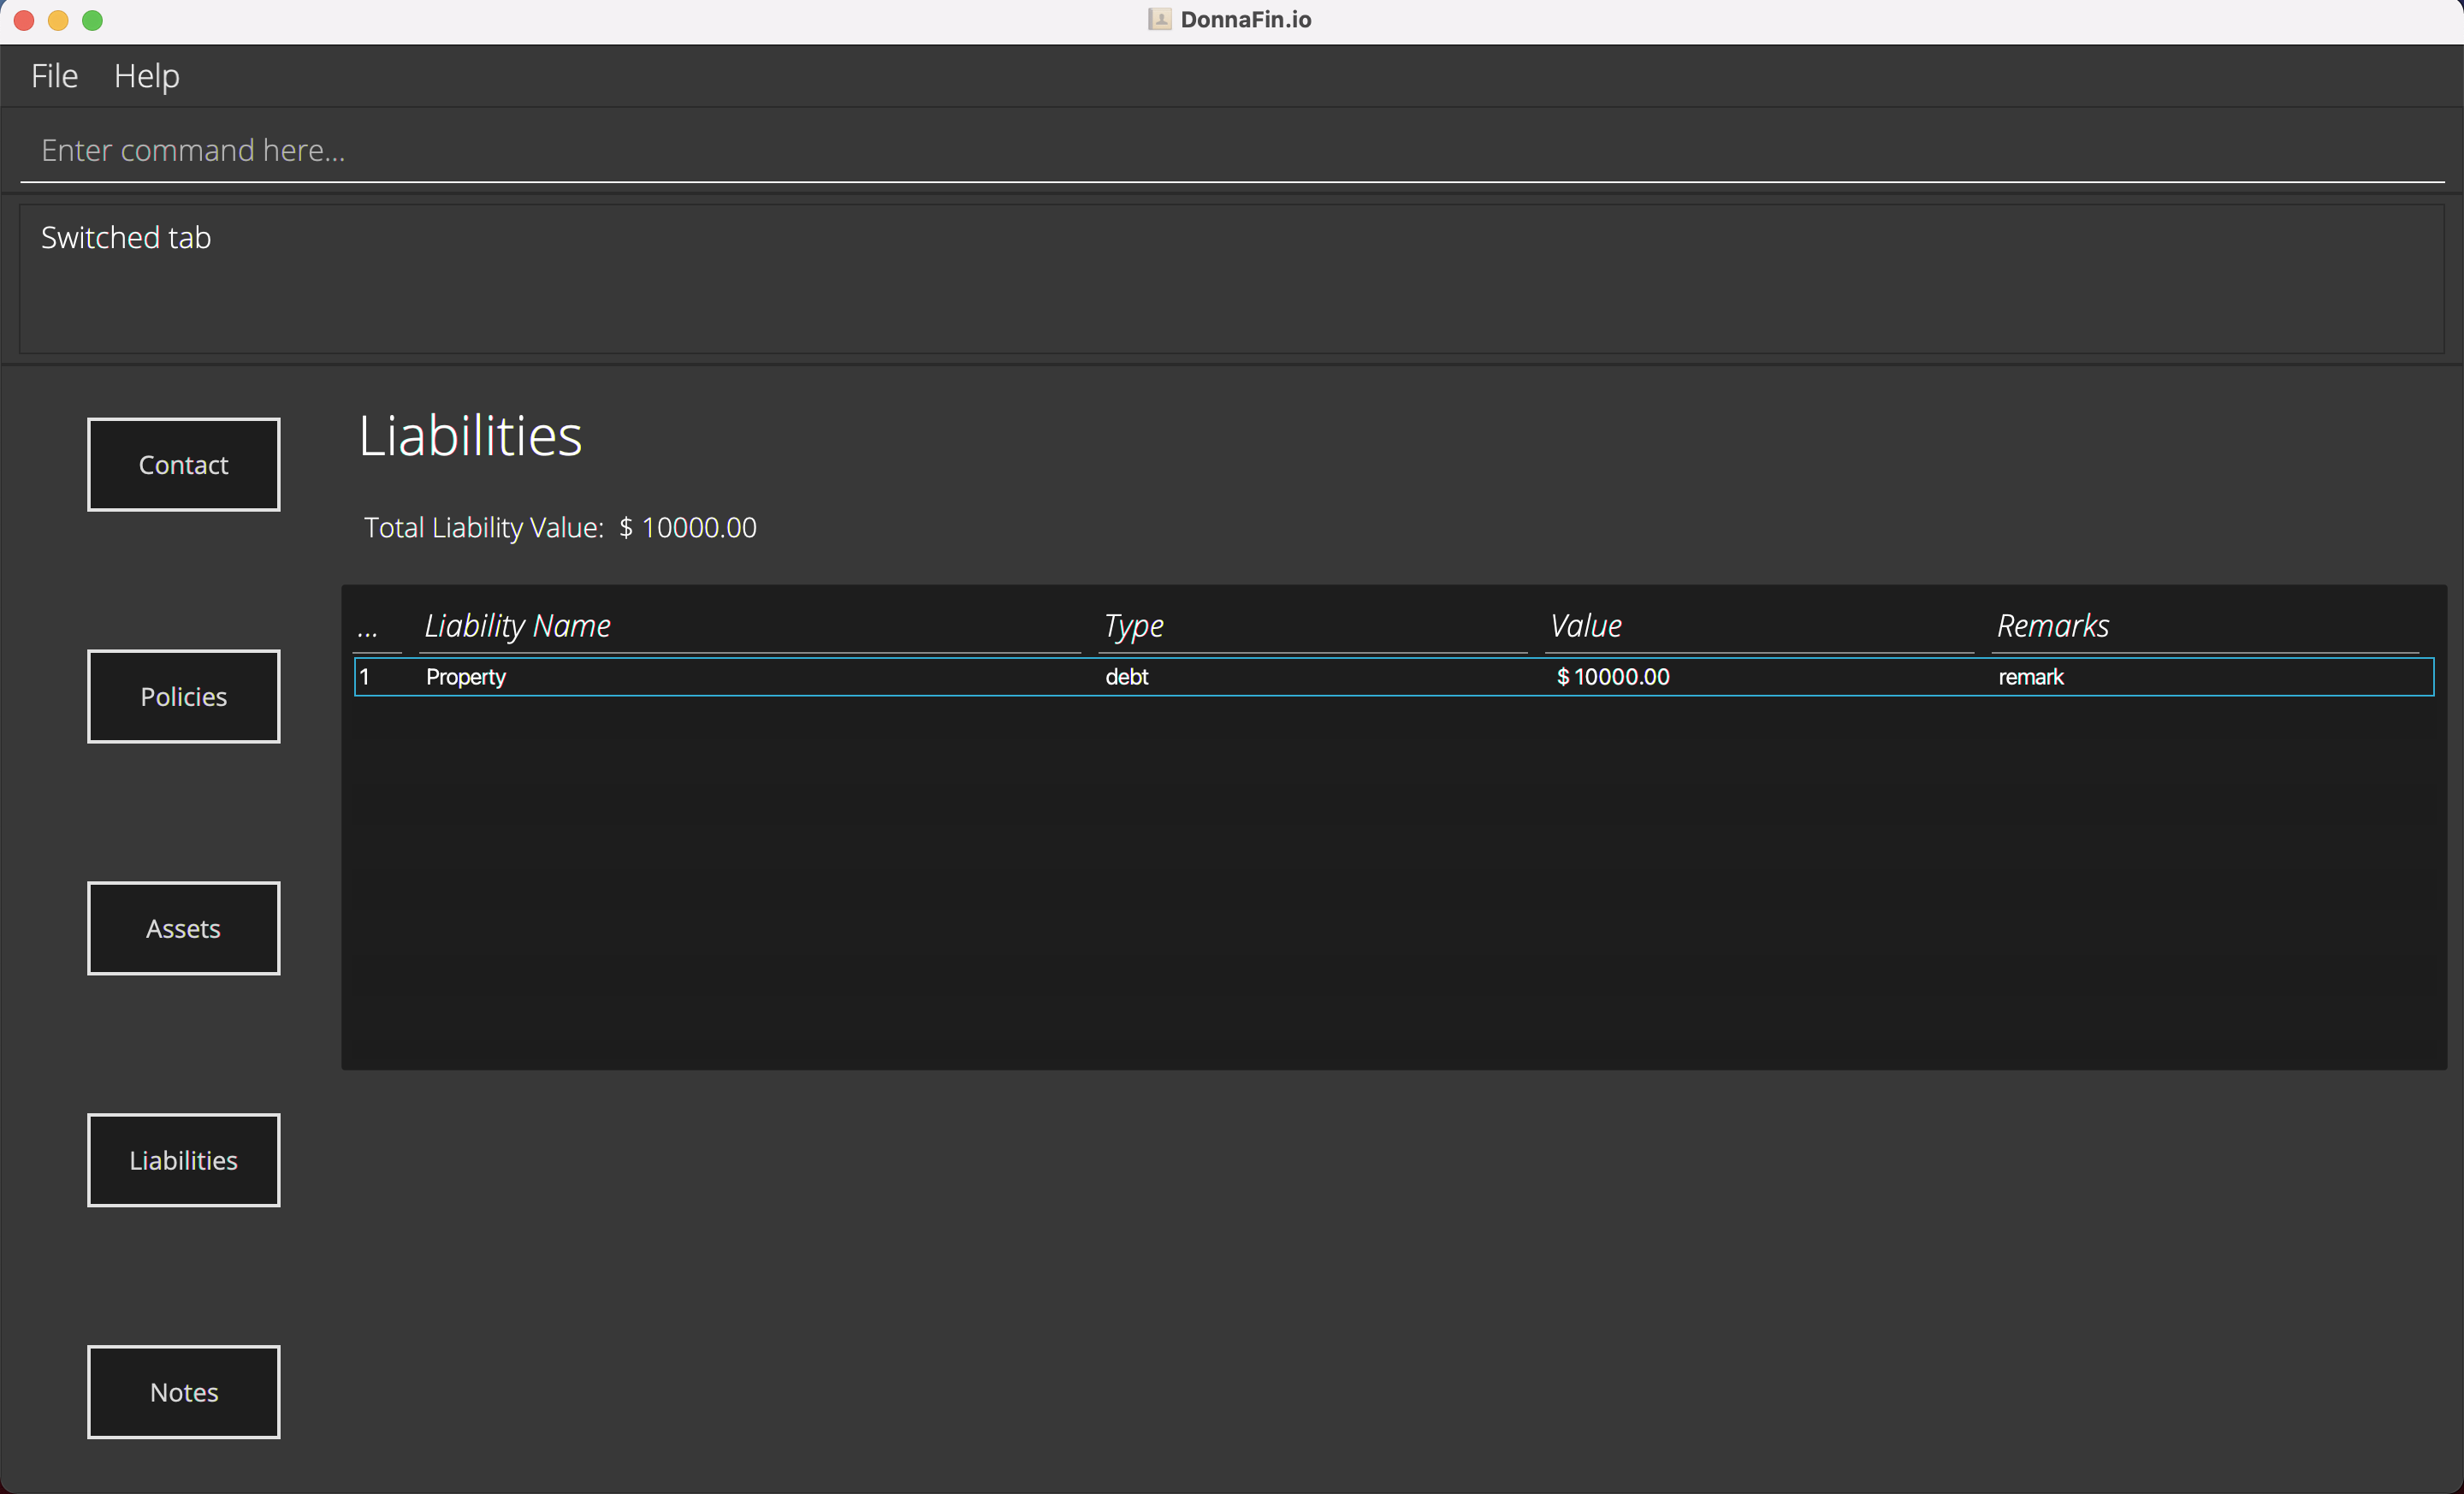 DonnaFin.io
File Help
Enter command here...
Switched tab
Contact
Policies
Assets
Liabilities
Notes
Liabilities
Total Liability Value: $ 10000.00
... Liability Name Type Value Remarks
1 Property debt $ 10000.00 remark